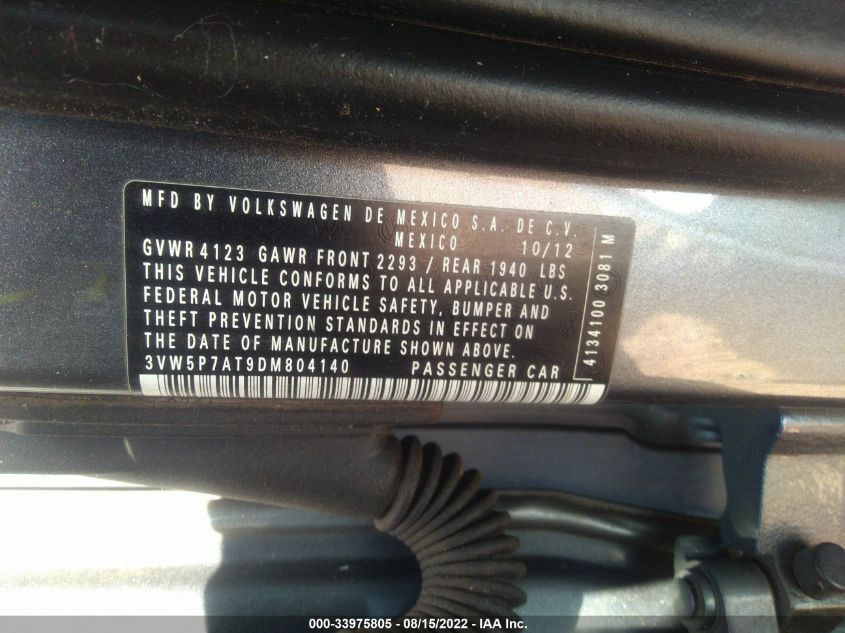 MFD BY VOLKSWAGEN DE MEXICO S.A. DE C.V.
MEXICO 10/12
GVWR 4123 GAWR FRONT 2293 / REAR 1940 LBS
THIS VEHICLE CONFORMS TO ALL APPLICABLE U.S.
FEDERAL MOTOR VEHICLE SAFETY, BUMPER AND
THEFT PREVENTION STANDARDS IN EFFECT ON
THE DATE OF MANUFACTURE SHOWN ABOVE.
3VW5P7AT9DM804140 PASSENGER CAR
4134100 3081 M
000-33975805 - 08/15/2022 - IAA Inc.